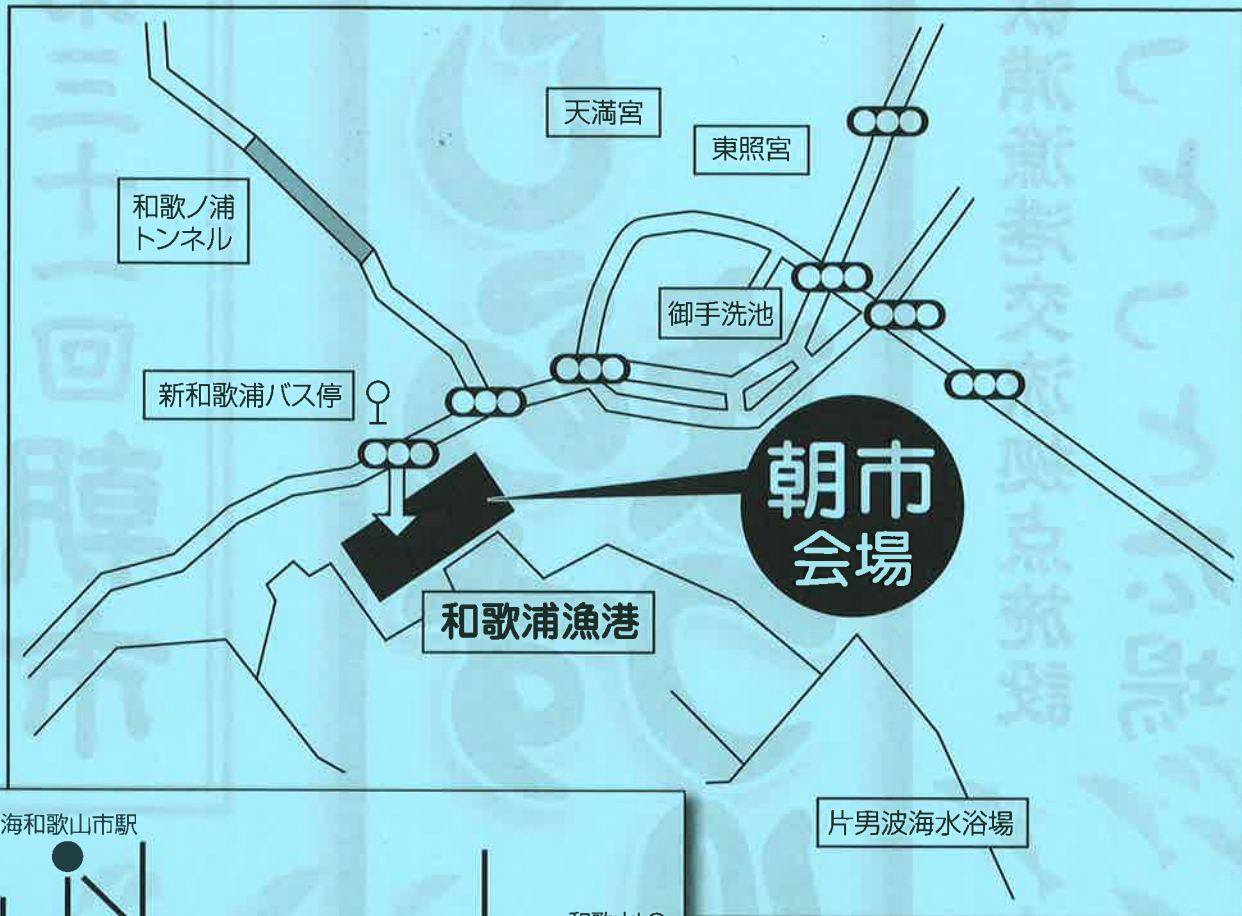 天満宮
東照宮
和歌ノ浦
トンネル
御手洗池
新和歌浦バス停
朝市
会場
和歌浦漁港
片男波海水浴場
海和歌山市駅